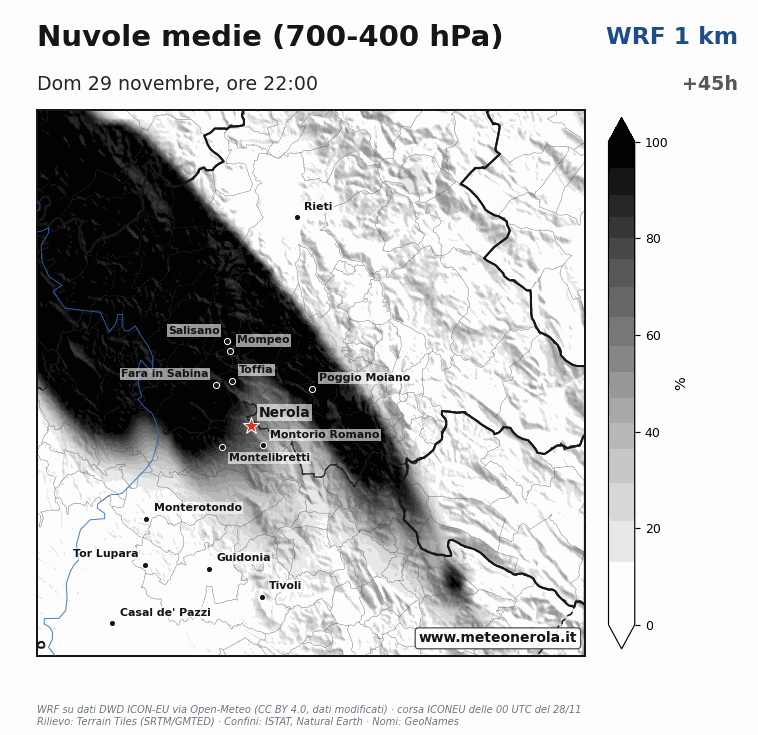 Nuvole medie (700-400 hPa)
WRF 1 km
Dom 29 novembre, ore 22:00
+45h
Rieti
Salisano
Mompeo
Toffia
Fara in Sabina
Poggio Moiano
Nerola
Montorio Romano
Montelibretti
Monterotondo
Tor Lupara
Guidonia
Tivoli
Casal de' Pazzi
www.meteonerola.it
100
80
60
40
20
0
%
WRF su dati DWD ICON-EU via Open-Meteo (CC BY 4.0, dati modificati) · corsa ICONEU delle 00 UTC del 28/11
Rilievo: Terrain Tiles (SRTM/GMTED) · Confini: ISTAT, Natural Earth · Nomi: GeoNames